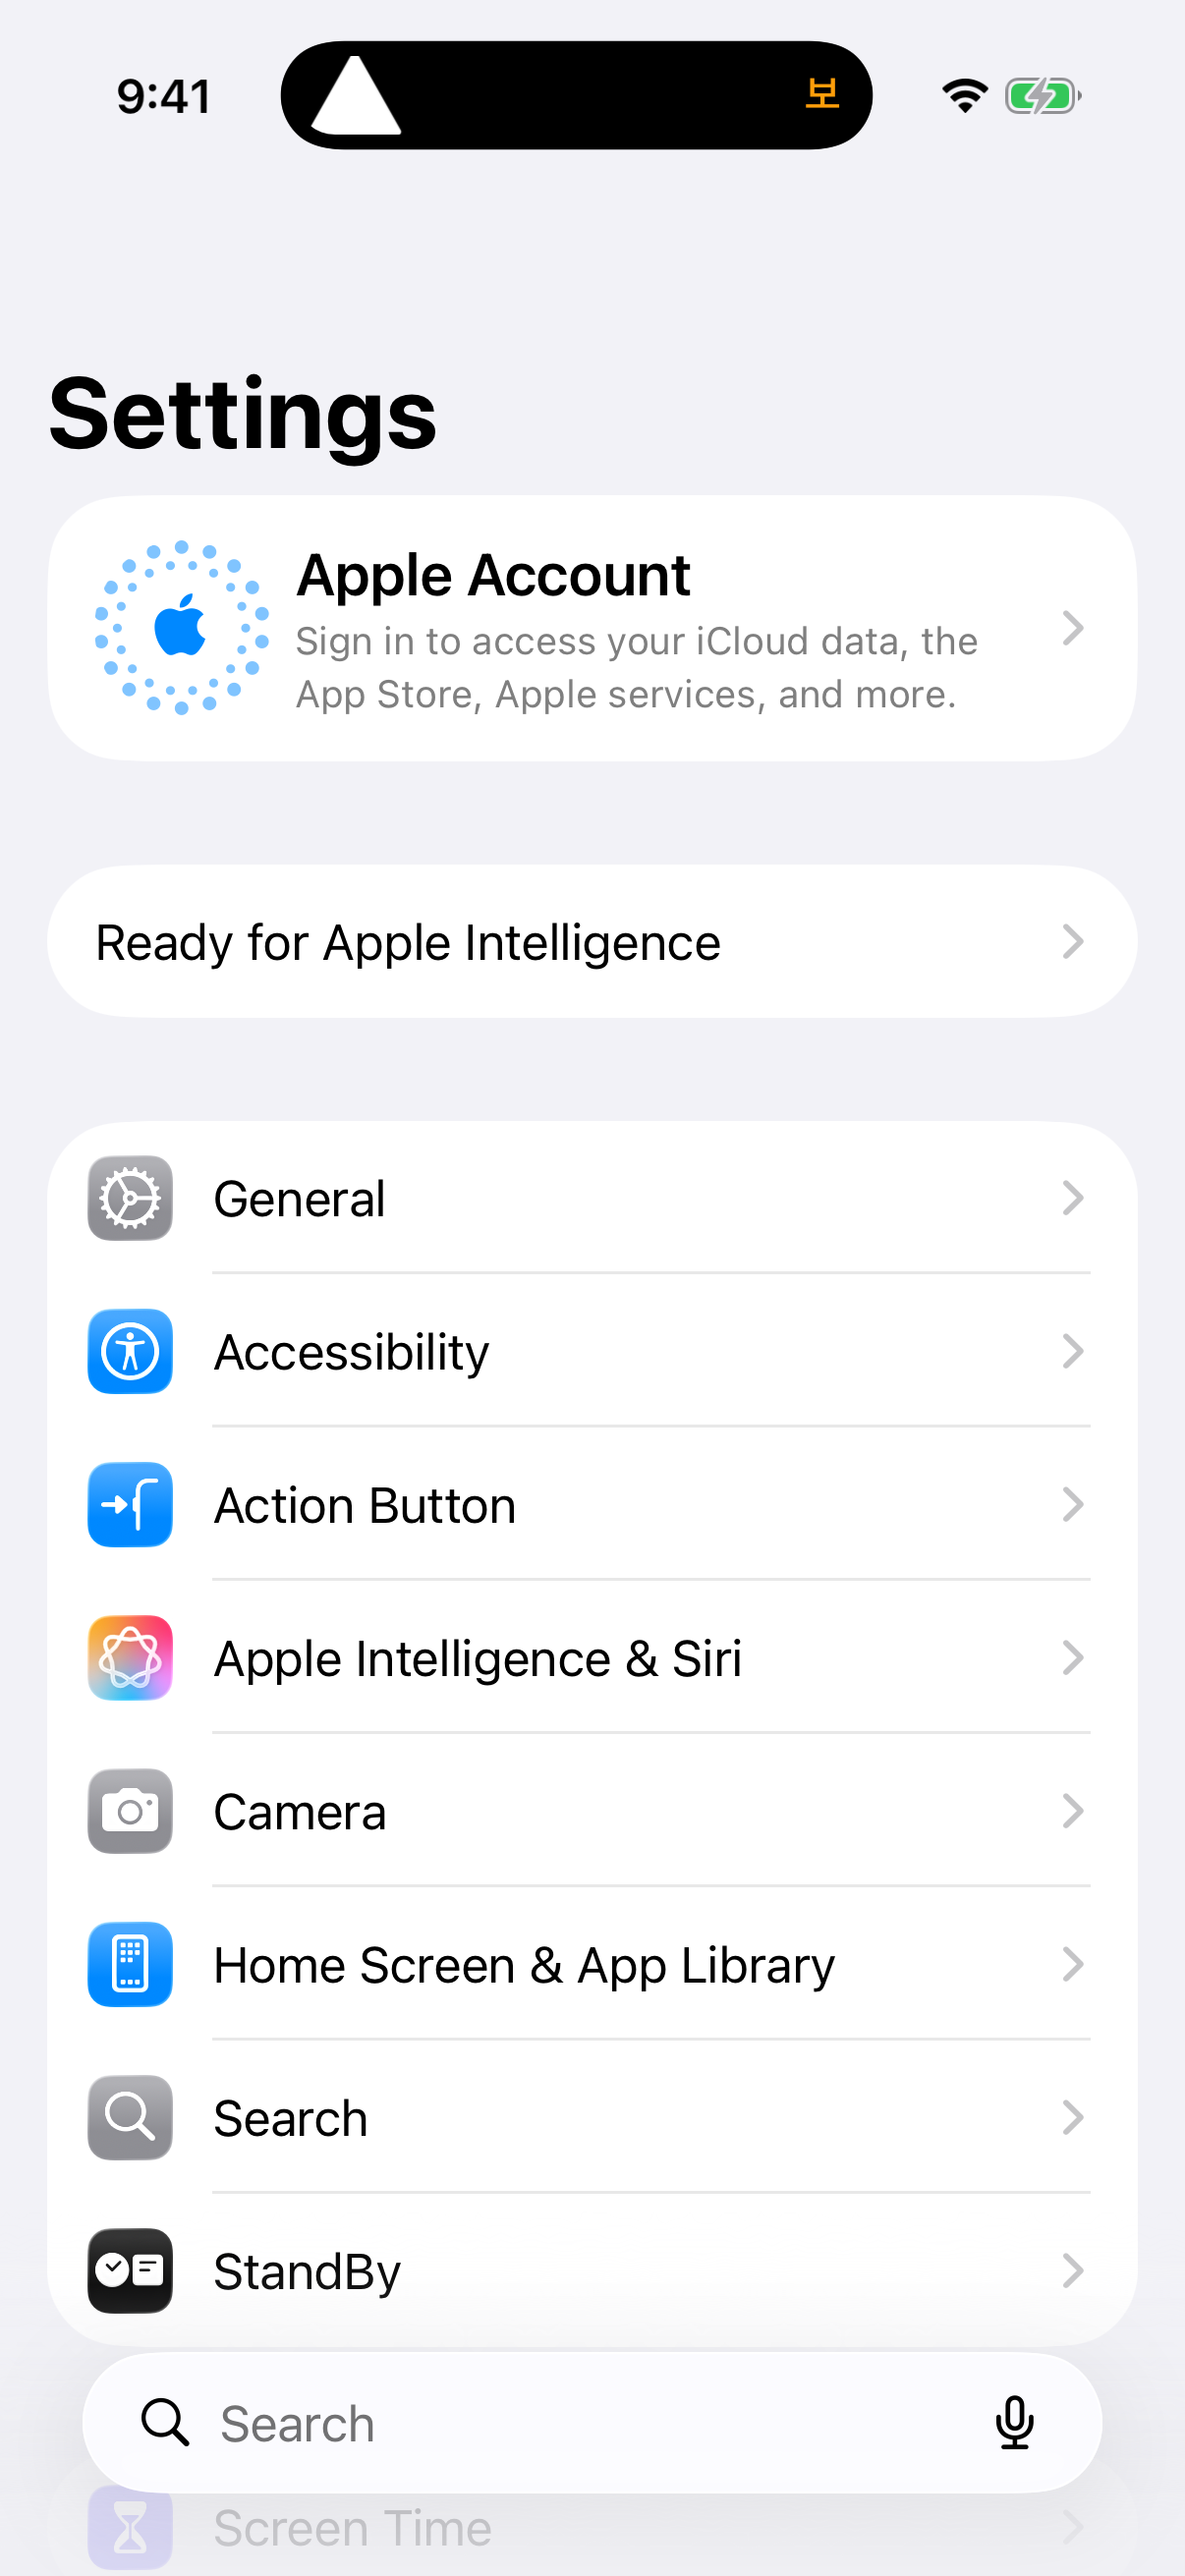 9:41
보
Settings
Apple Account
Sign in to access your iCloud data, the
App Store, Apple services, and more.
Ready for Apple Intelligence
General
Accessibility
Action Button
Apple Intelligence & Siri
Camera
Home Screen & App Library
Search
StandBy
Search
Screen Time